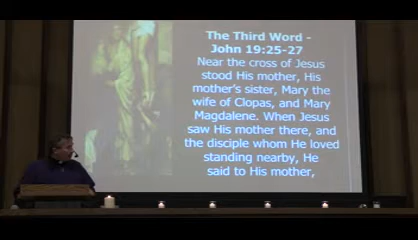 The Third Word -
John 19:25-27
Near the cross of Jesus
stood His mother, His
mother's sister, Mary the
wife of Clopas, and Mary
Magdalene. When Jesus
saw His mother there, and
the disciple whom He loved
standing nearby, He
said to His mother,